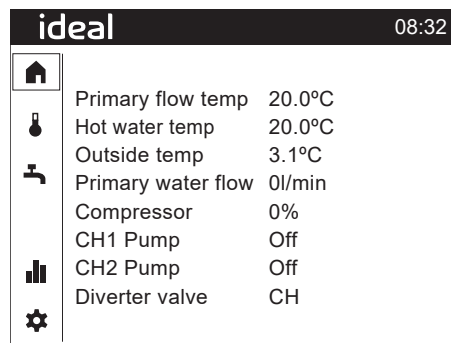 ideal 08:32
Primary flow temp 20.0ºC
Hot water temp 20.0ºC
Outside temp 3.1ºC
Primary water flow 0l/min
Compressor 0%
CH1 Pump Off
CH2 Pump Off
Diverter valve CH